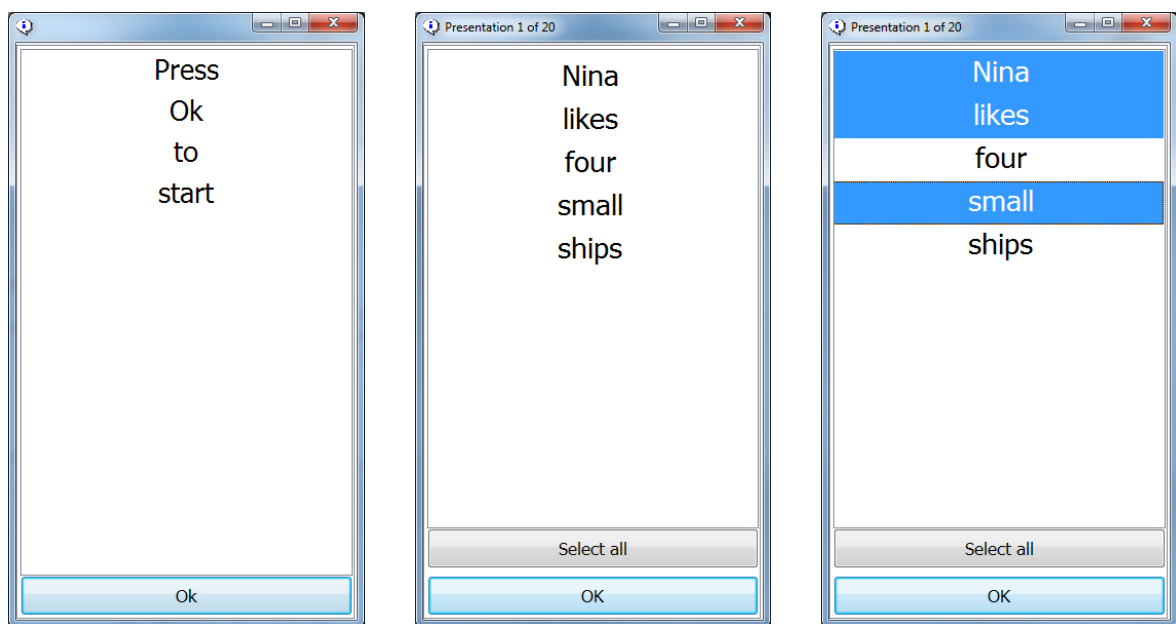 Press
Ok
to
start
Ok
Presentation 1 of 20
Nina
likes
four
small
ships
Select all
OK
Presentation 1 of 20
Nina
likes
four
small
ships
Select all
OK